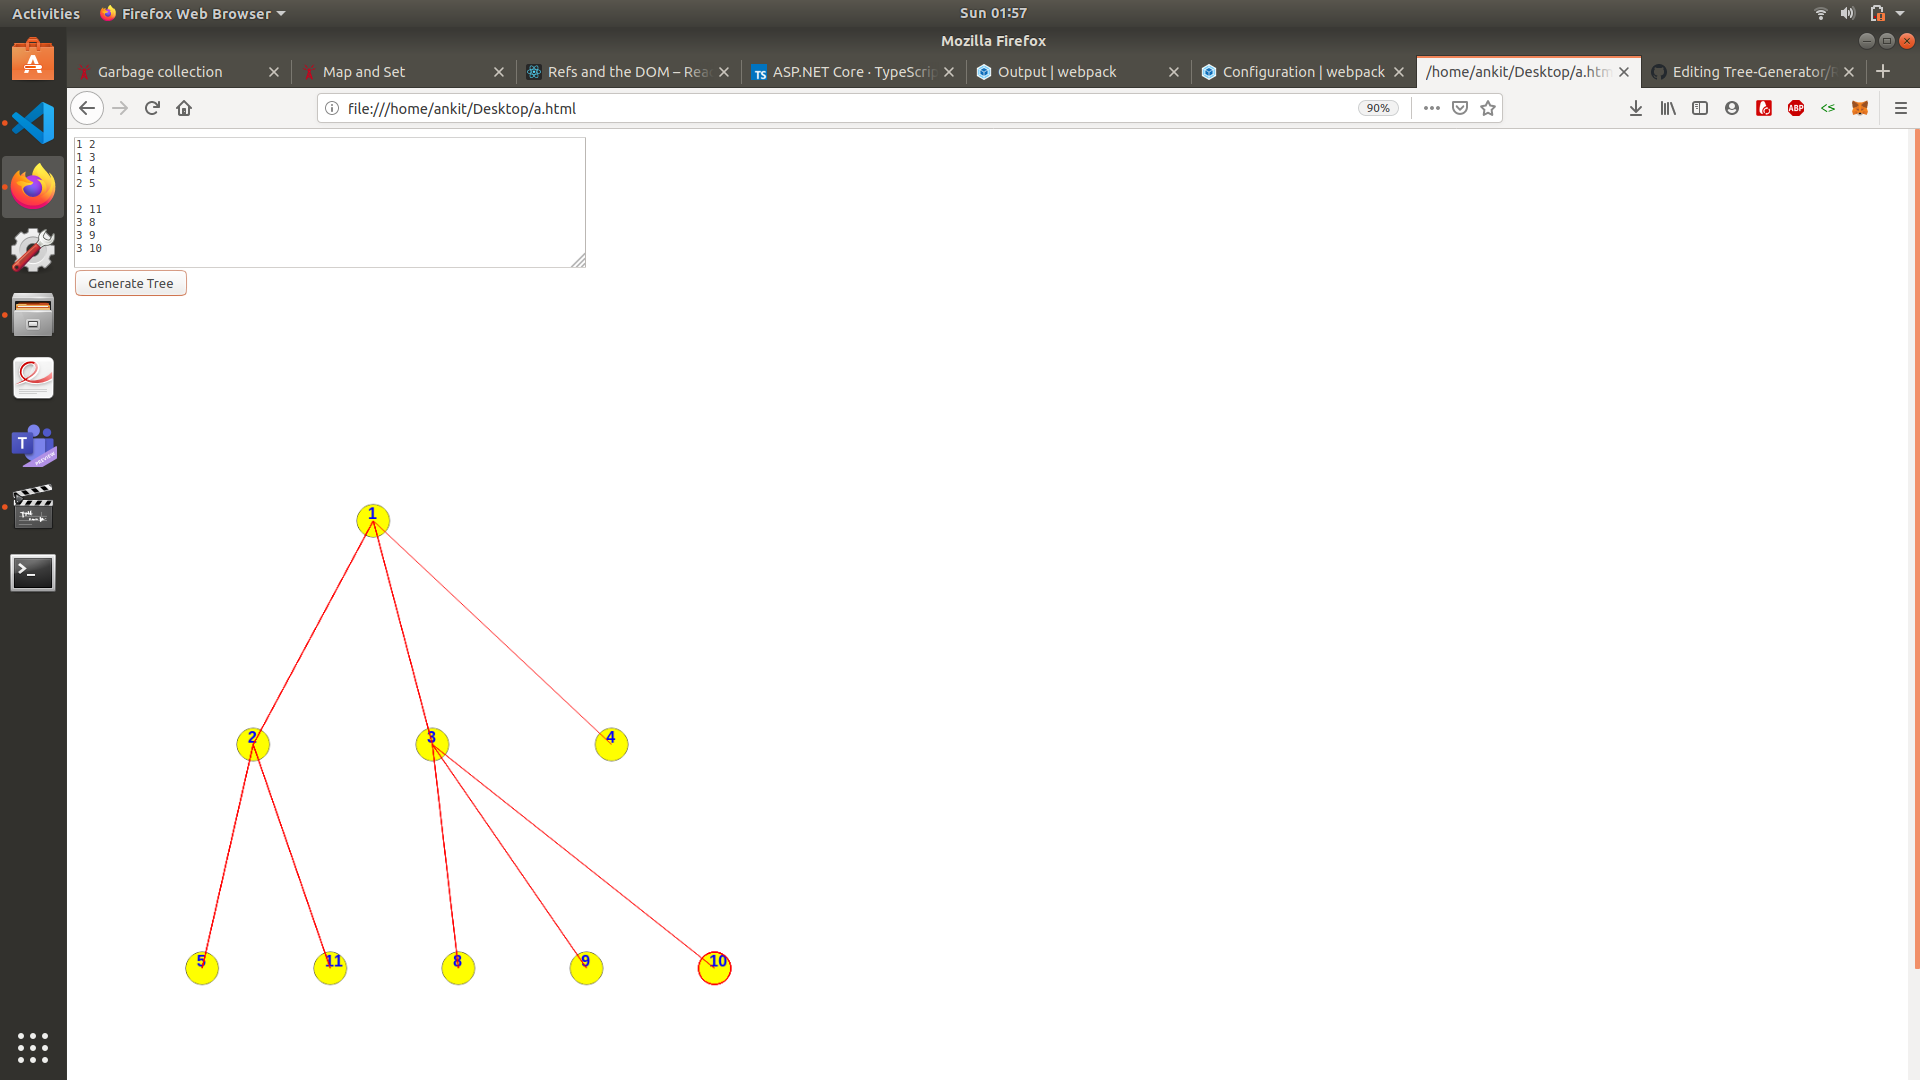 Activities Firefox Web Browser Sun 01:57
Mozilla Firefox
Garbage collection Map and Set Refs and the DOM – Rea ASP.NET Core · TypeScrip Output | webpack Configuration | webpack /home/ankit/Desktop/a.htm Editing Tree-Generator/R
file:///home/ankit/Desktop/a.html 90% ABP <s
1 2
1 3
1 4
2 5
2 11
3 8
3 9
3 10
Generate Tree
1
2 3 4
5 11 8 9 10